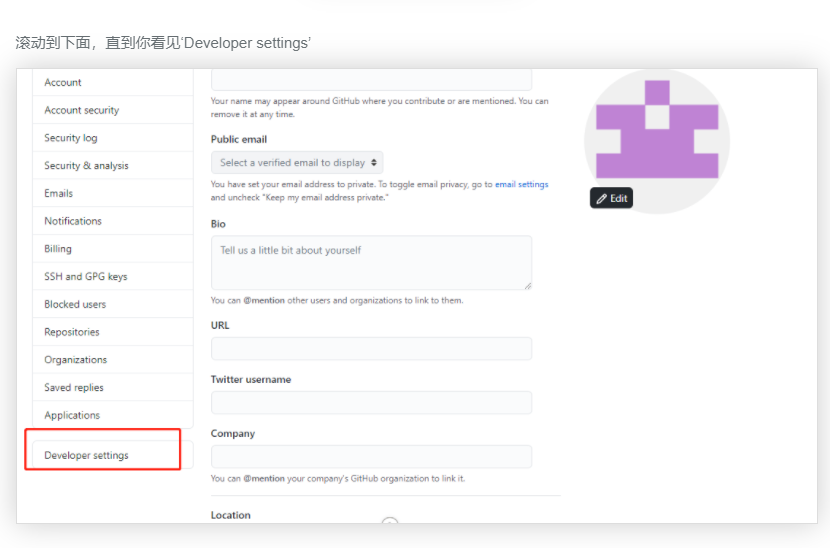 滚动到下面，直到你看见‘Developer settings’
Account
Account security
Security log
Security & analysis
Emails
Notifications
Billing
SSH and GPG keys
Blocked users
Repositories
Organizations
Saved replies
Applications
Developer settings
Your name may appear around GitHub where you contribute or are mentioned. You can
remove it at any time.
Public email
Select a verified email to display
You have set your email address to private. To toggle email privacy, go to email settings
and uncheck "Keep my email address private."
Bio
Tell us a little bit about yourself
You can @mention other users and organizations to link to them.
URL
Twitter username
Company
You can @mention your company's GitHub organization to link it.
Location
Edit